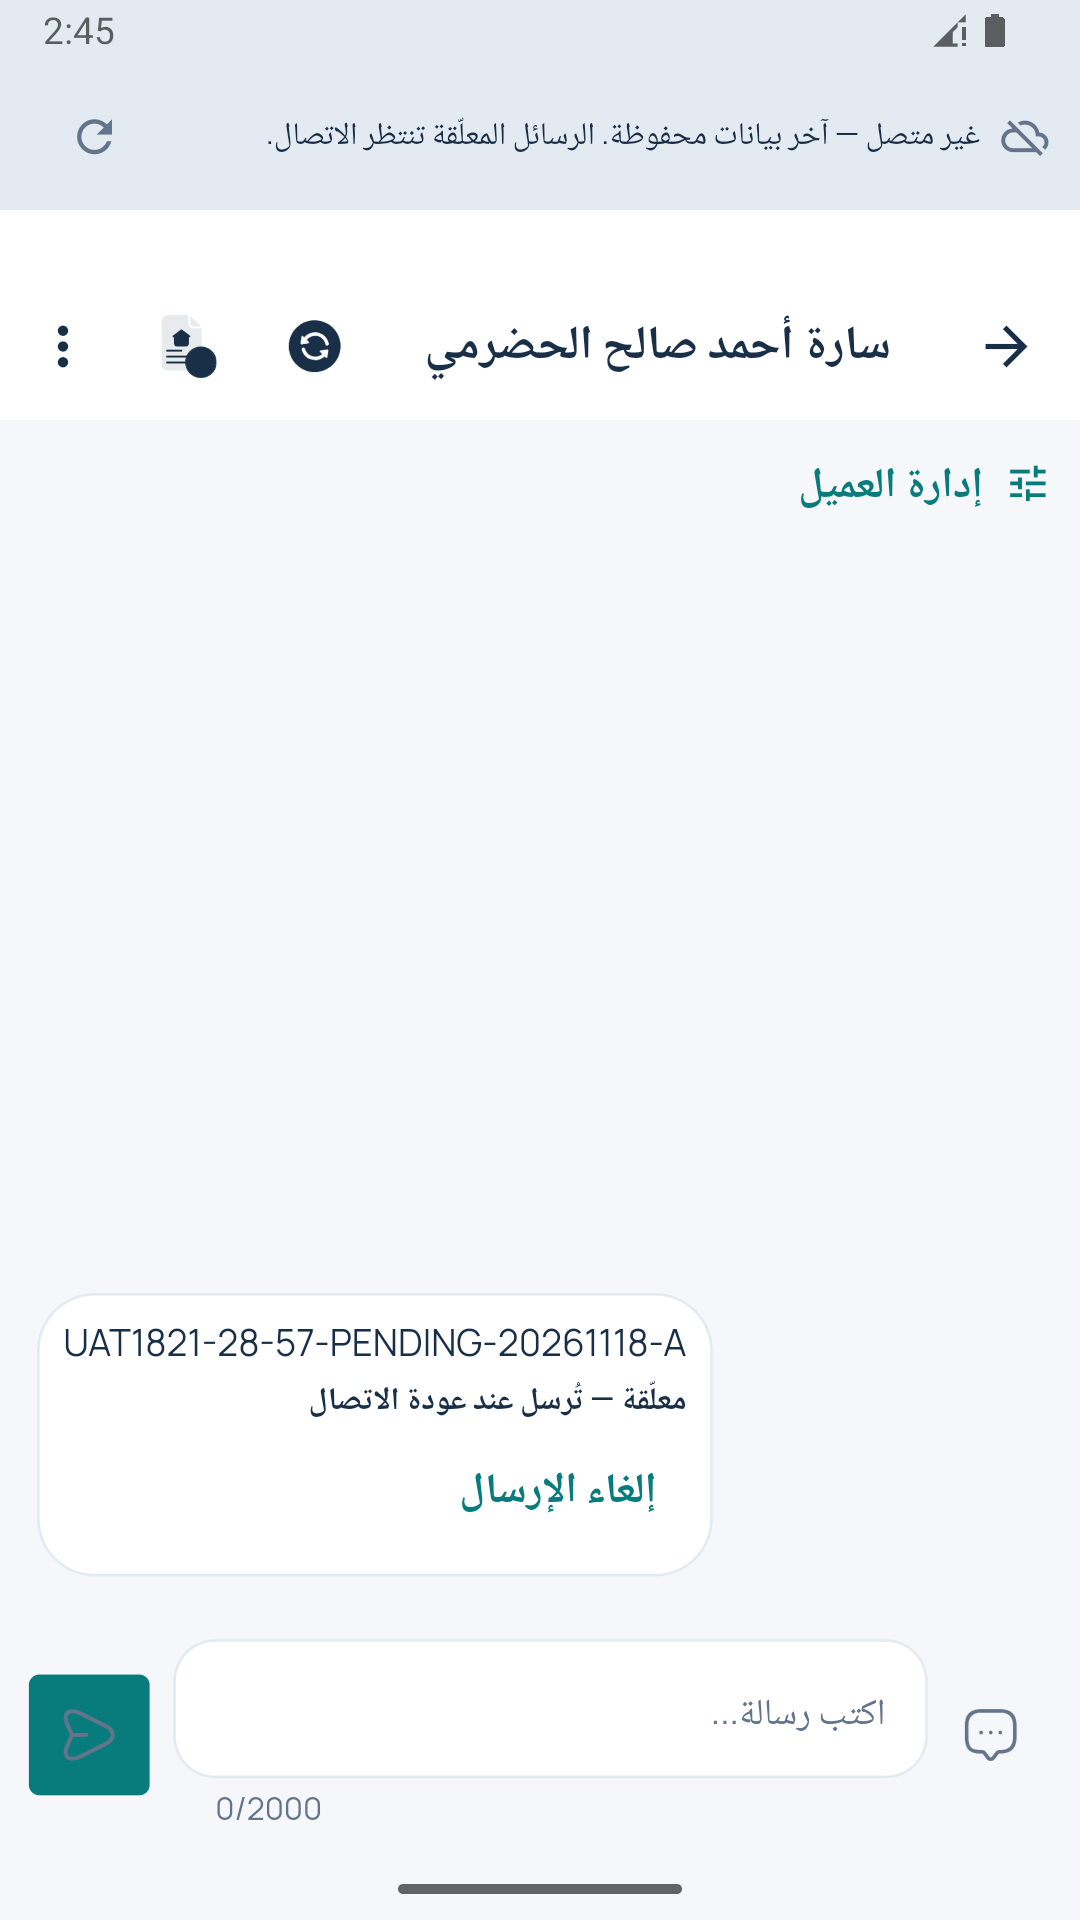 2:45
غير متصل — آخر بيانات محفوظة. الرسائل المعلّقة تنتظر الاتصال.
سارة أحمد صالح الحضرمي
إدارة العميل
UAT1821-28-57-PENDING-20261118-A
معلّقة — تُرسل عند عودة الاتصال
إلغاء الإرسال
اكتب رسالة...
0/2000